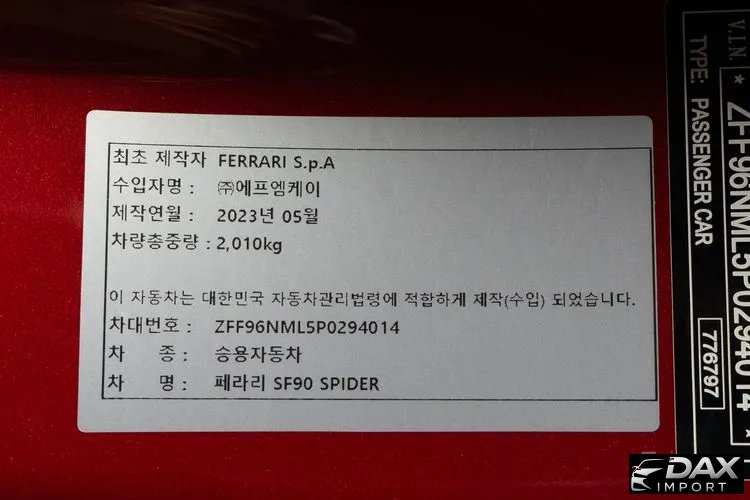 최초 제작자 FERRARI S.p.A
수입자명 : ㈜에프엠케이
제작연월 : 2023년 05월
차량총중량 : 2,010kg
이 자동차는 대한민국 자동차관리법령에 적합하게 제작(수입) 되었습니다.
차대번호 : ZFF96NML5P0294014
차 종 : 승용자동차
차 명 : 페라리 SF90 SPIDER
V.I.N.
★ ZFF96NML5P0294014 ★
TYPE: PASSENGER CAR
776797
DAX
IMPORT